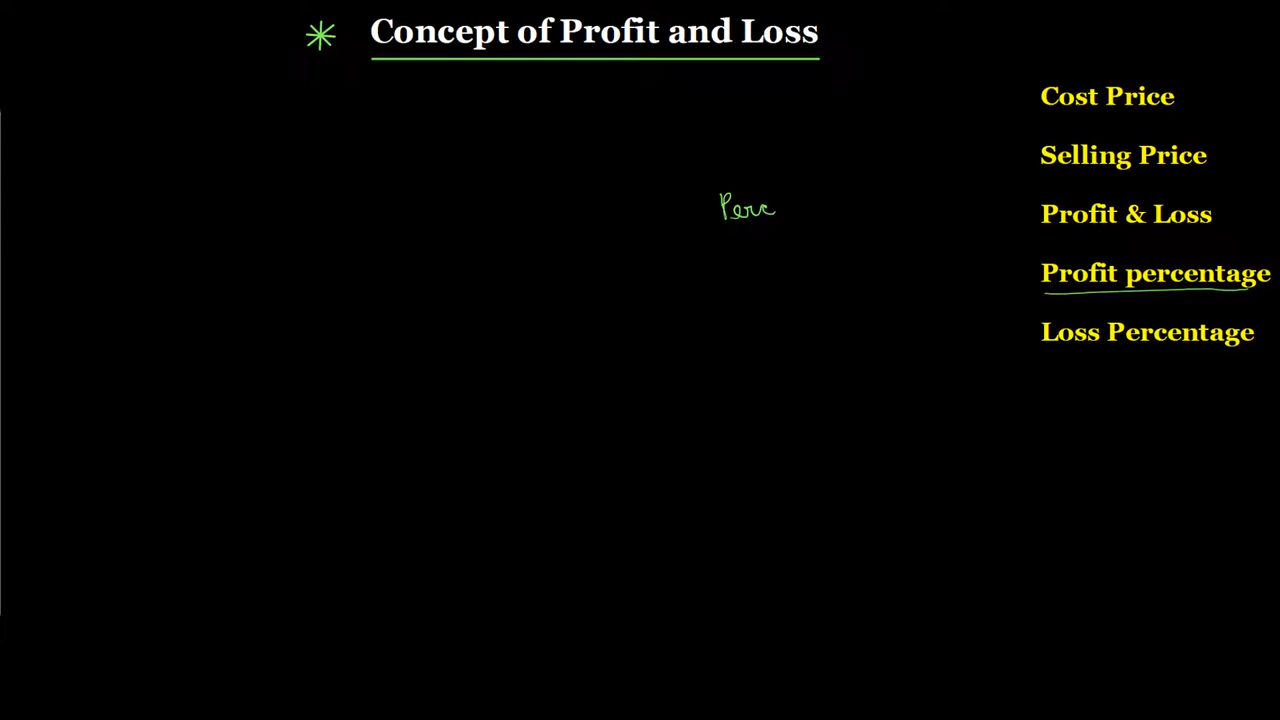 Concept of Profit and Loss
Cost Price
Selling Price
Perc
Profit & Loss
Profit percentage
Loss Percentage